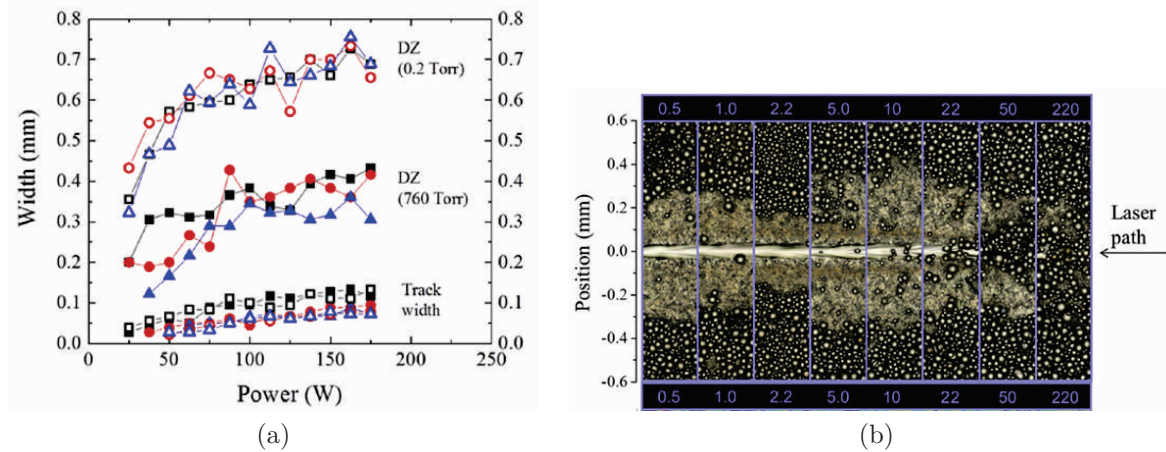 0.8
0.7
0.6
0.5
0.4
0.3
0.2
0.1
0.0
Width (mm)
0.8
0.7
0.6
0.5
0.4
0.3
0.2
0.1
0.0
DZ
(0.2 Torr)
DZ
(760 Torr)
Track
width
0 50 100 150 200 250
Power (W)
(a)
0.5 1.0 2.2 5.0 10 22 50 220
0.6
0.4
0.2
0.0
-0.2
-0.4
-0.6
Position (mm)
Laser
path
0.5 1.0 2.2 5.0 10 22 50 220
(b)